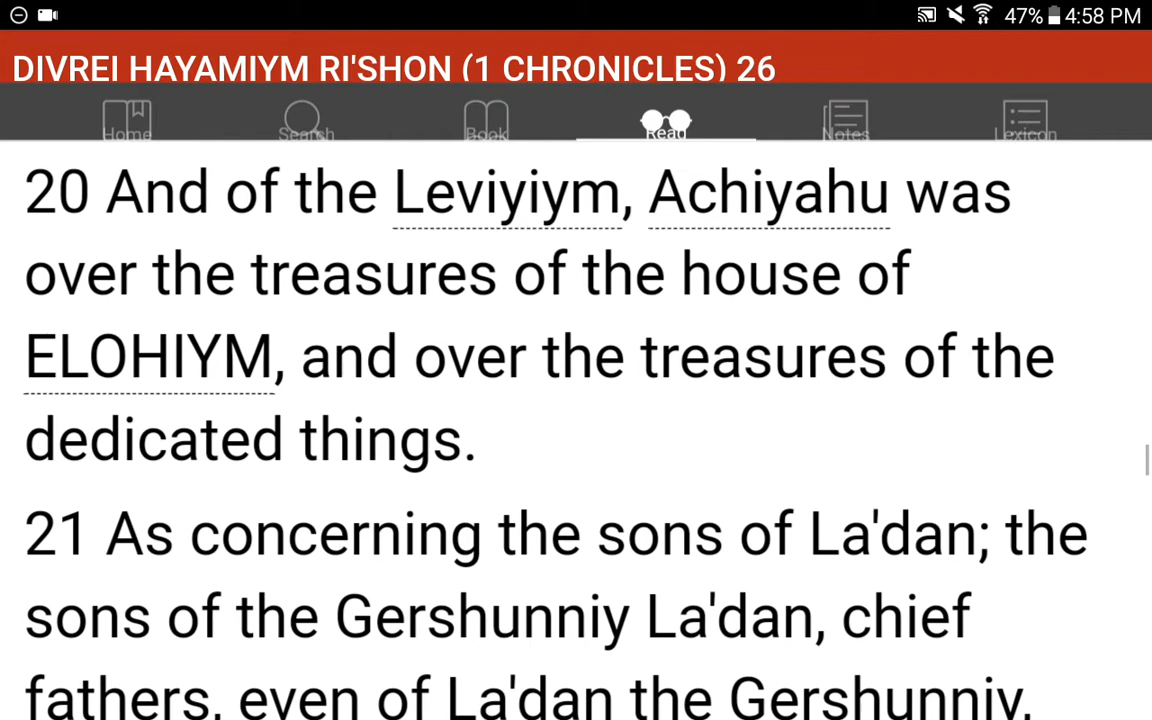 47% 4:58 PM
DIVREI HAYAMIYM RI'SHON (1 CHRONICLES) 26
Home Search Book Read Notes Lexicon
20 And of the Leviyiym, Achiyahu was
over the treasures of the house of
ELOHIYM, and over the treasures of the
dedicated things.
21 As concerning the sons of La'dan; the
sons of the Gershunniy La'dan, chief
fathers, even of La'dan the Gershunniy,